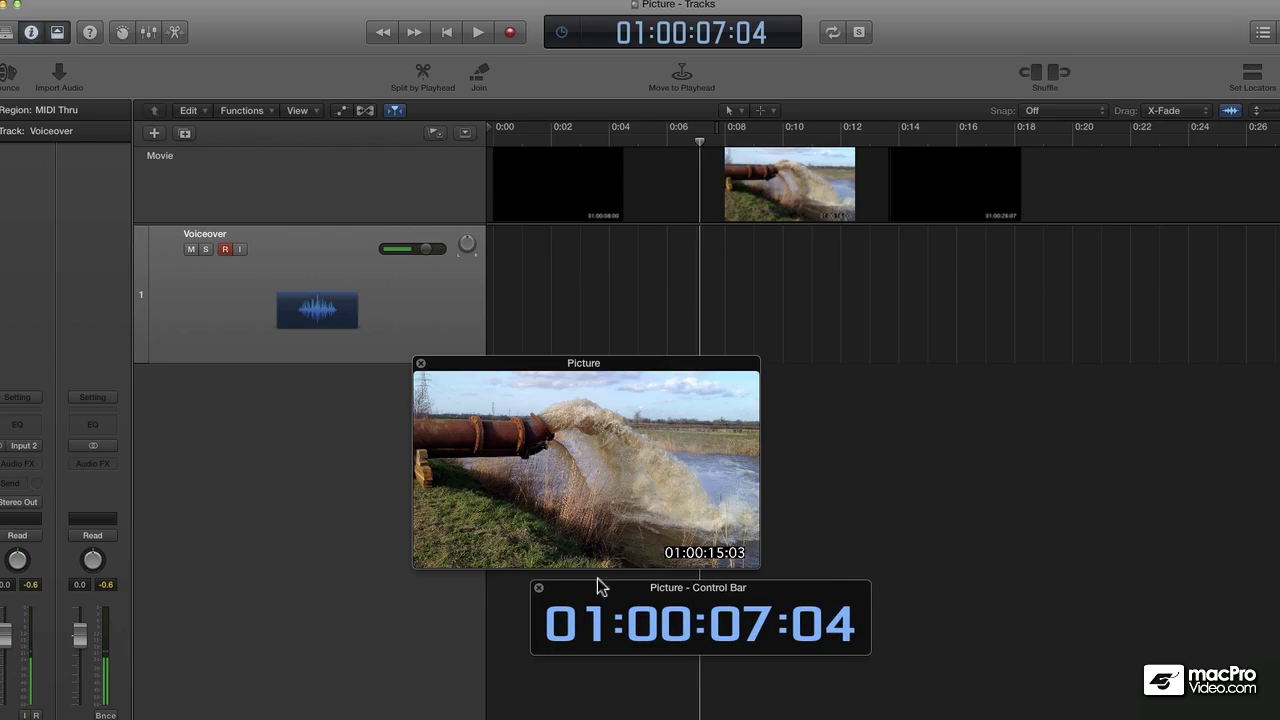 Picture - Tracks
01:00:07:04
Import Audio
Split by Playhead
Join
Move to Playhead
Shuffle
Set Locators
Region: MIDI Thru
Edit
Functions
View
Snap: Off
Drag: X-Fade
Track: Voiceover
0:00
0:02
0:04
0:06
0:08
0:10
0:12
0:14
0:16
0:18
0:20
0:22
0:24
0:26
Movie
01:00:08:00
01:00:26:07
Voiceover
M S R I
1
Picture
01:00:15:03
Picture - Control Bar
01:00:07:04
Setting
Setting
EQ
EQ
Input 2
Audio FX
Audio FX
Send
Stereo Out
Read
Read
-0.6
0.0
-0.6
I R
Bnce
macPro
Video.com